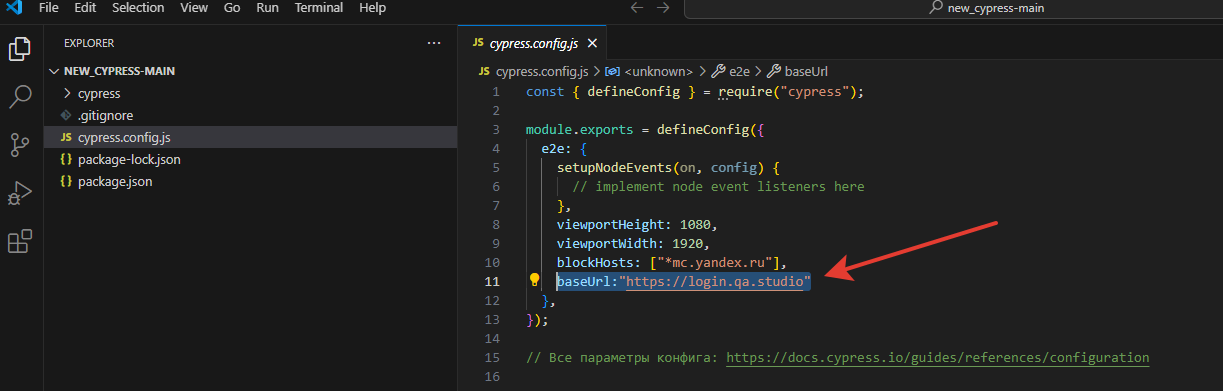 File Edit Selection View Go Run Terminal Help
new_cypress-main
EXPLORER
NEW_CYPRESS-MAIN
cypress
.gitignore
JS cypress.config.js
{} package-lock.json
{} package.json
JS cypress.config.js
JS cypress.config.js > <unknown> > e2e > baseUrl
1 const { defineConfig } = require("cypress");
2
3 module.exports = defineConfig({
4 e2e: {
5 setupNodeEvents(on, config) {
6 // implement node event listeners here
7 },
8 viewportHeight: 1080,
9 viewportWidth: 1920,
10 blockHosts: ["*mc.yandex.ru"],
11 baseUrl:"https://login.qa.studio"
12 },
13 });
14
15 // Все параметры конфига: https://docs.cypress.io/guides/references/configuration
16